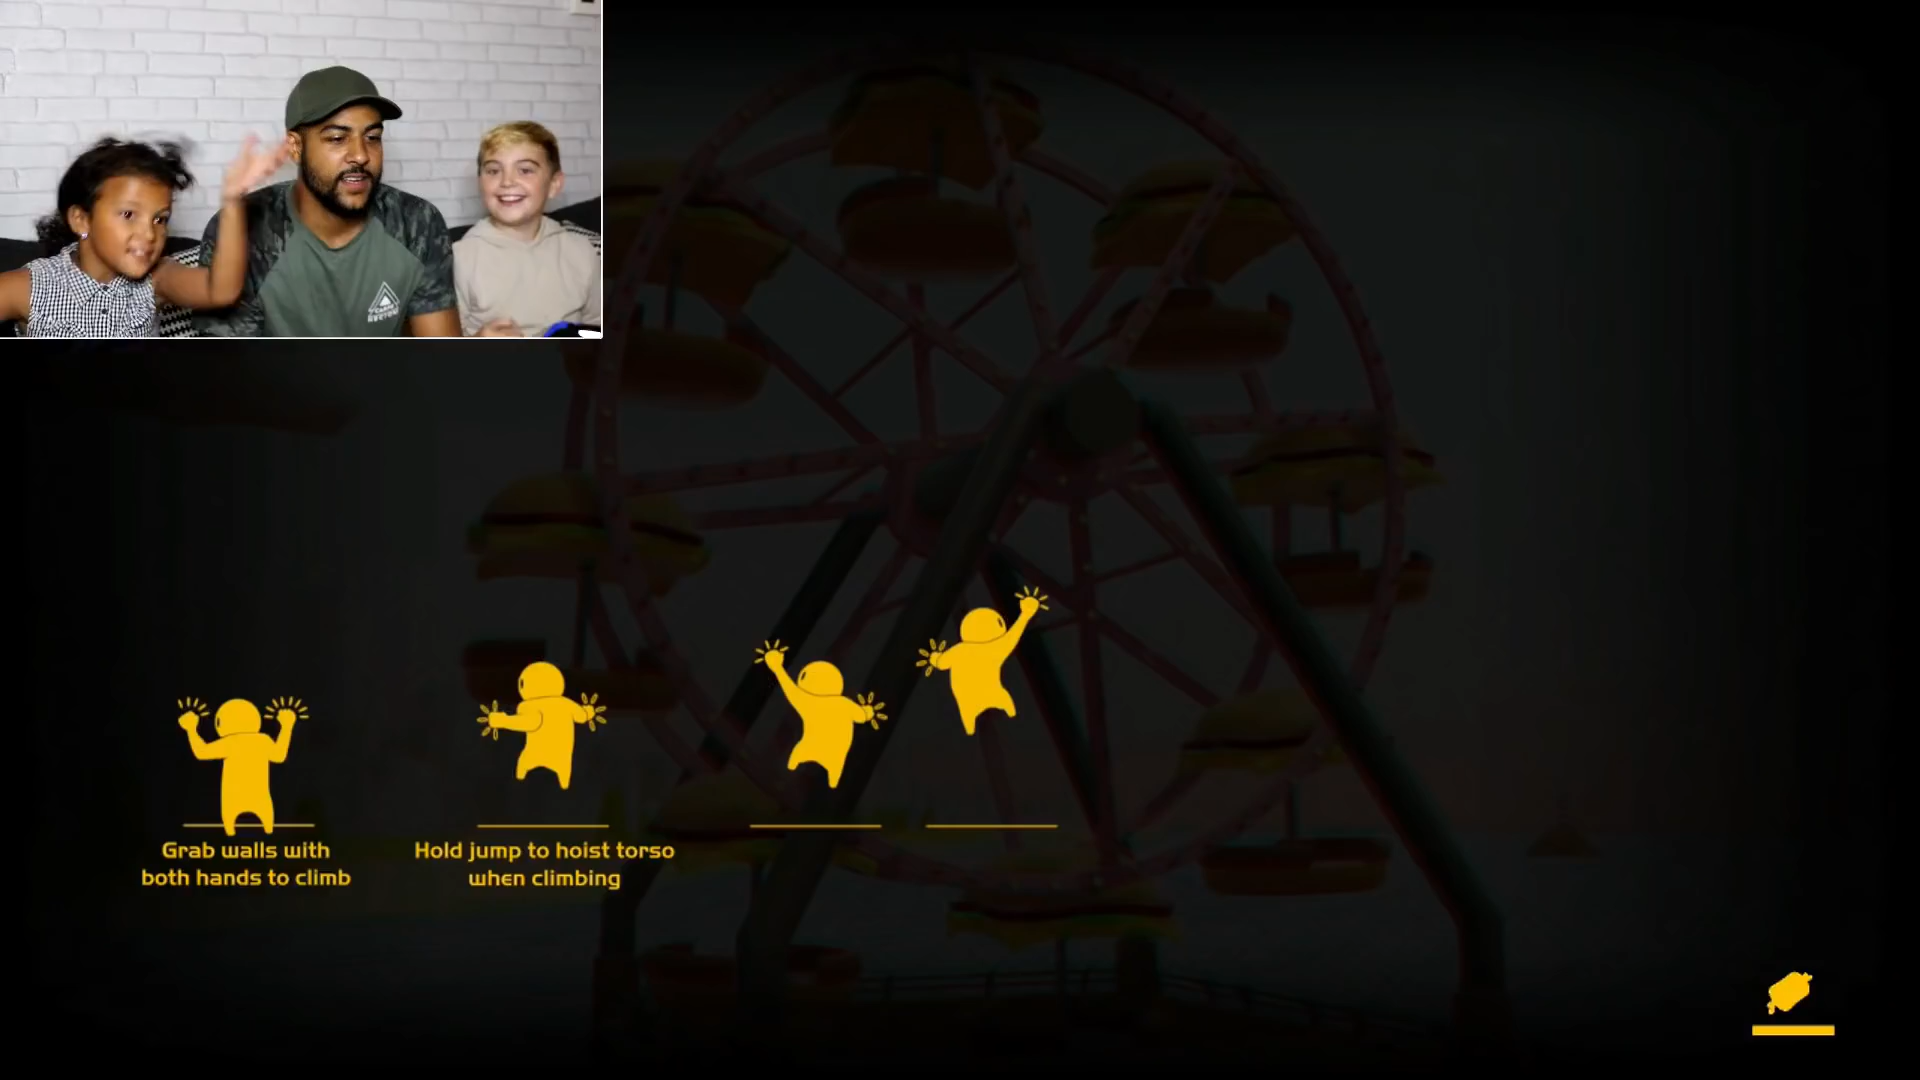 Grab walls with
both hands to climb
Hold jump to hoist torso
when climbing